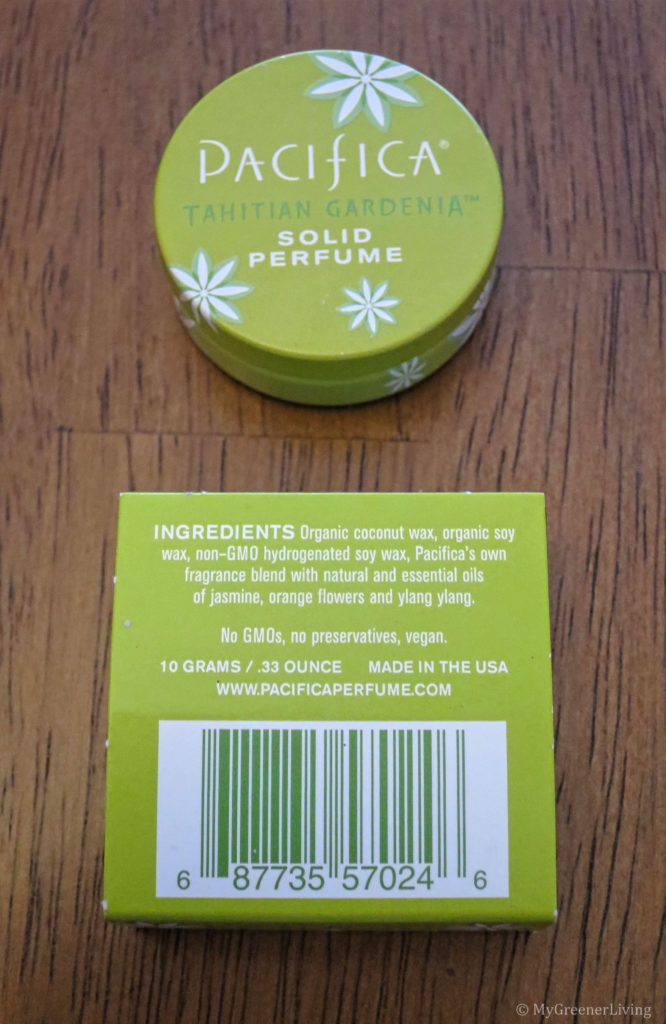 PACIFICA®
TAHITIAN GARDENIA™
SOLID
PERFUME
INGREDIENTS Organic coconut wax, organic soy
wax, non-GMO hydrogenated soy wax, Pacifica's own
fragrance blend with natural and essential oils
of jasmine, orange flowers and ylang ylang.
No GMOs, no preservatives, vegan.
10 GRAMS / .33 OUNCE MADE IN THE USA
WWW.PACIFICAPERFUME.COM
6 87735 57024 6
© MyGreenerLiving